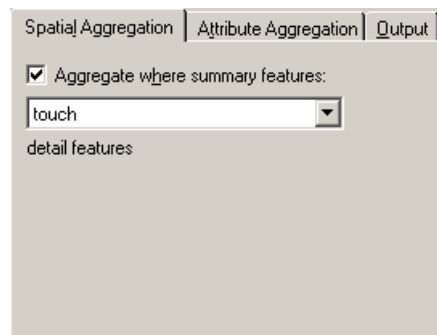 Spatial Aggregation Attribute Aggregation Output
Aggregate where summary features:
touch
detail features